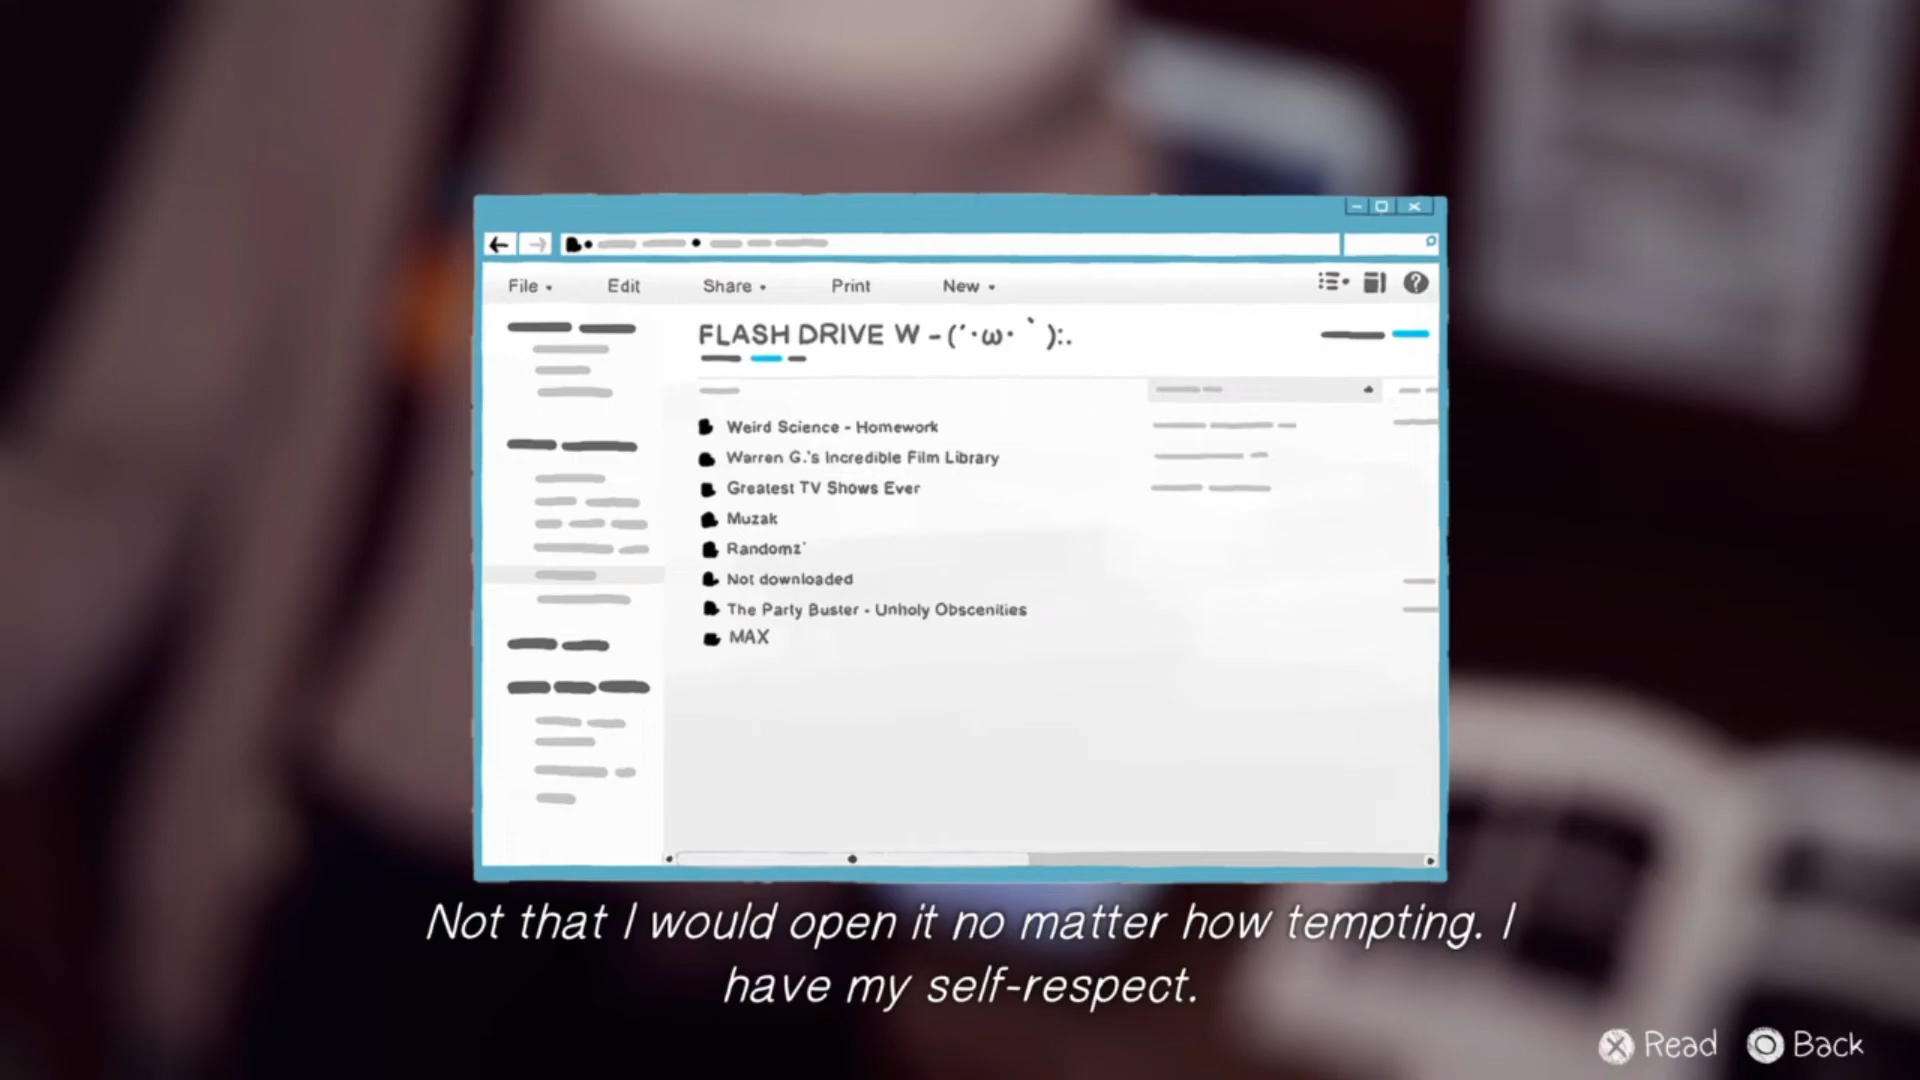 File
Edit
Share
Print
New
FLASH DRIVE W - (´・ω・｀):.
Weird Science - Homework
Warren G.'s Incredible Film Library
Greatest TV Shows Ever
Muzak
Randomz'
Not downloaded
The Party Buster - Unholy Obscenities
MAX
Not that I would open it no matter how tempting. I
have my self-respect.
Read
Back